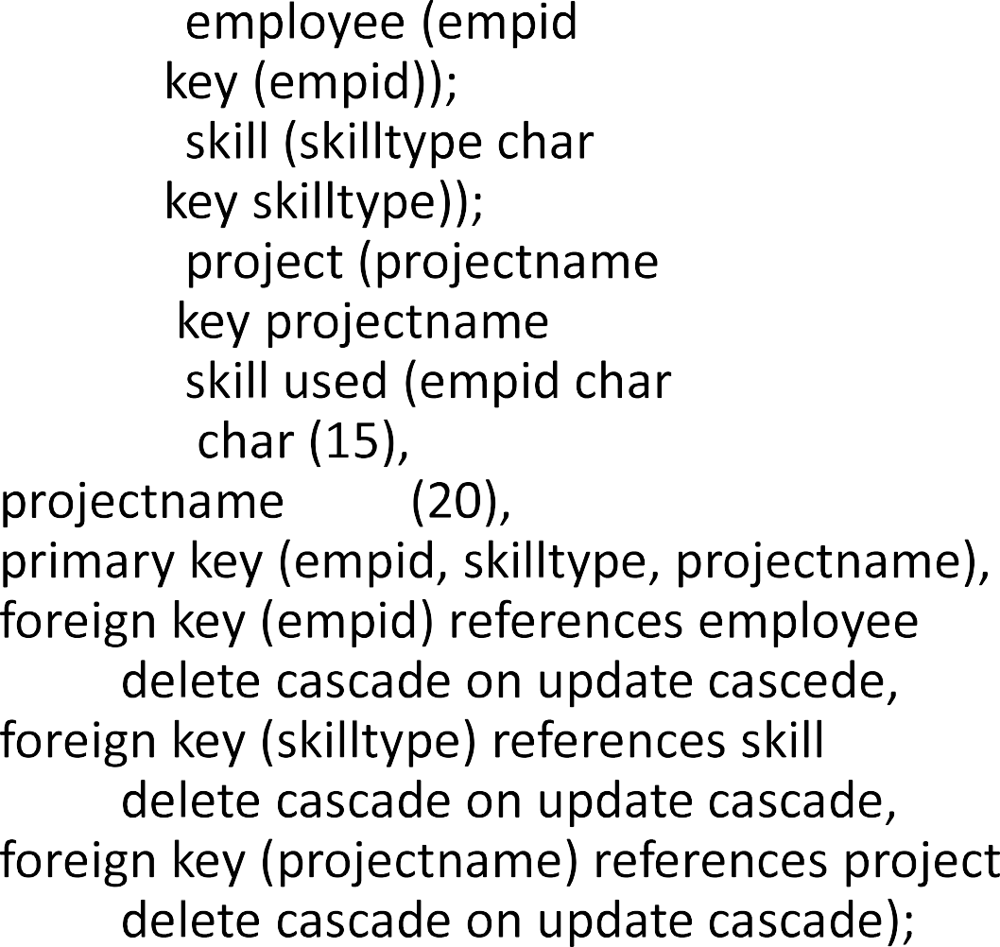 employee (empid
key (empid));
skill (skilltype char
key skilltype));
project (projectname
key projectname
skill used (empid char
char (15),
projectname (20),
primary key (empid, skilltype, projectname),
foreign key (empid) references employee
delete cascade on update cascede,
foreign key (skilltype) references skill
delete cascade on update cascade,
foreign key (projectname) references project
delete cascade on update cascade);